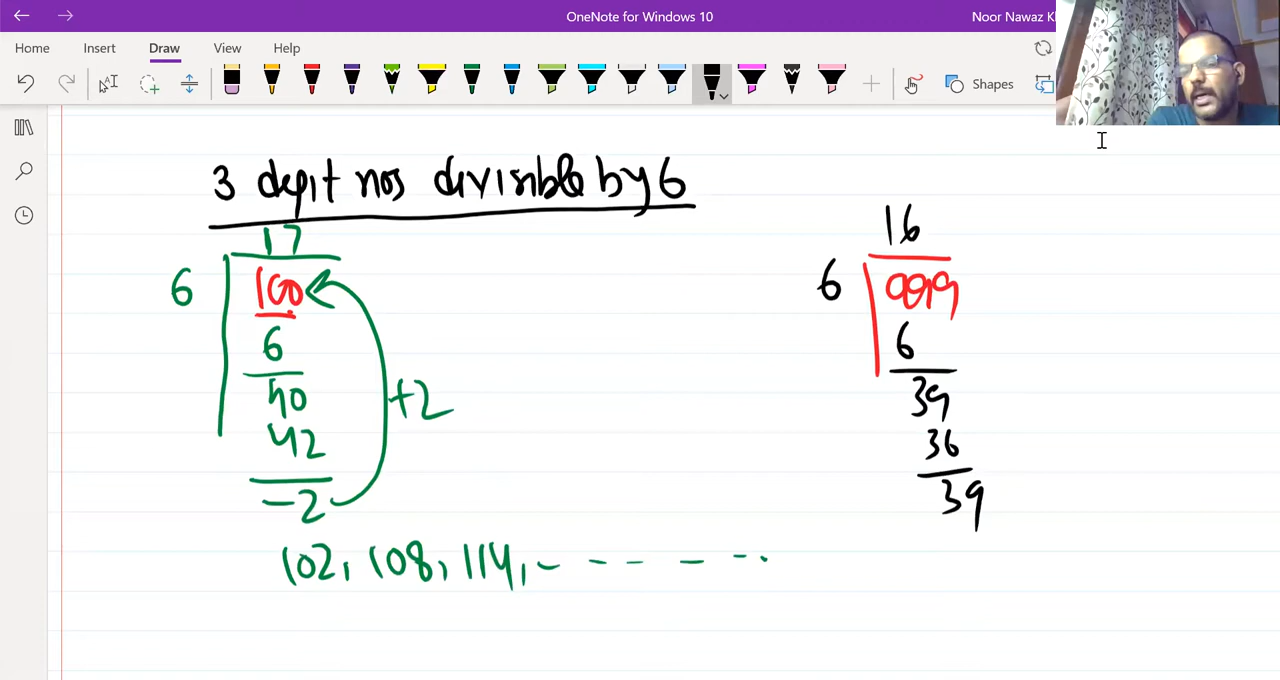 OneNote for Windows 10
Noor Nawaz Kh
Home Insert Draw View Help
Shapes
3 digit nos divisible by 6
17
6 100
6
40
42
-2
+2
102, 108, 114, - - - - - -
16
6 999
6
39
36
39